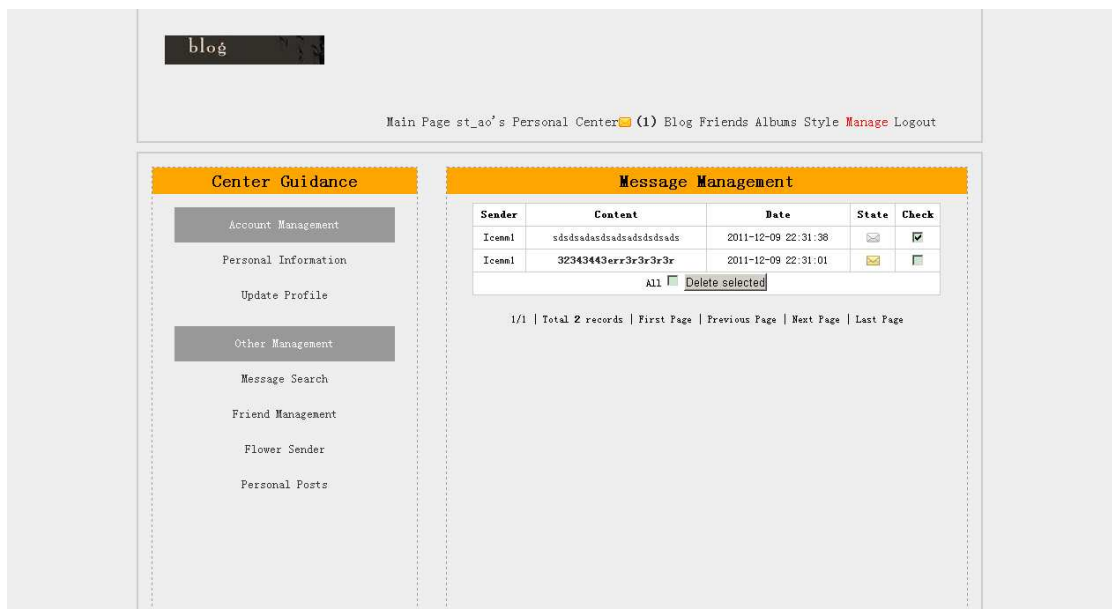 blog
Main Page st_ao's Personal Center (1) Blog Friends Albums Style Manage Logout
Center Guidance
Account Management
Personal Information
Update Profile
Other Management
Message Search
Friend Management
Flower Sender
Personal Posts
Message Management
Sender Content Date State Check
Icemm1 sdsdsadasdsadsadsdsdsads 2011-12-09 22:31:38
Icemm1 32343443err3r3r3r3r 2011-12-09 22:31:01
All Delete selected
1/1 | Total 2 records | First Page | Previous Page | Next Page | Last Page